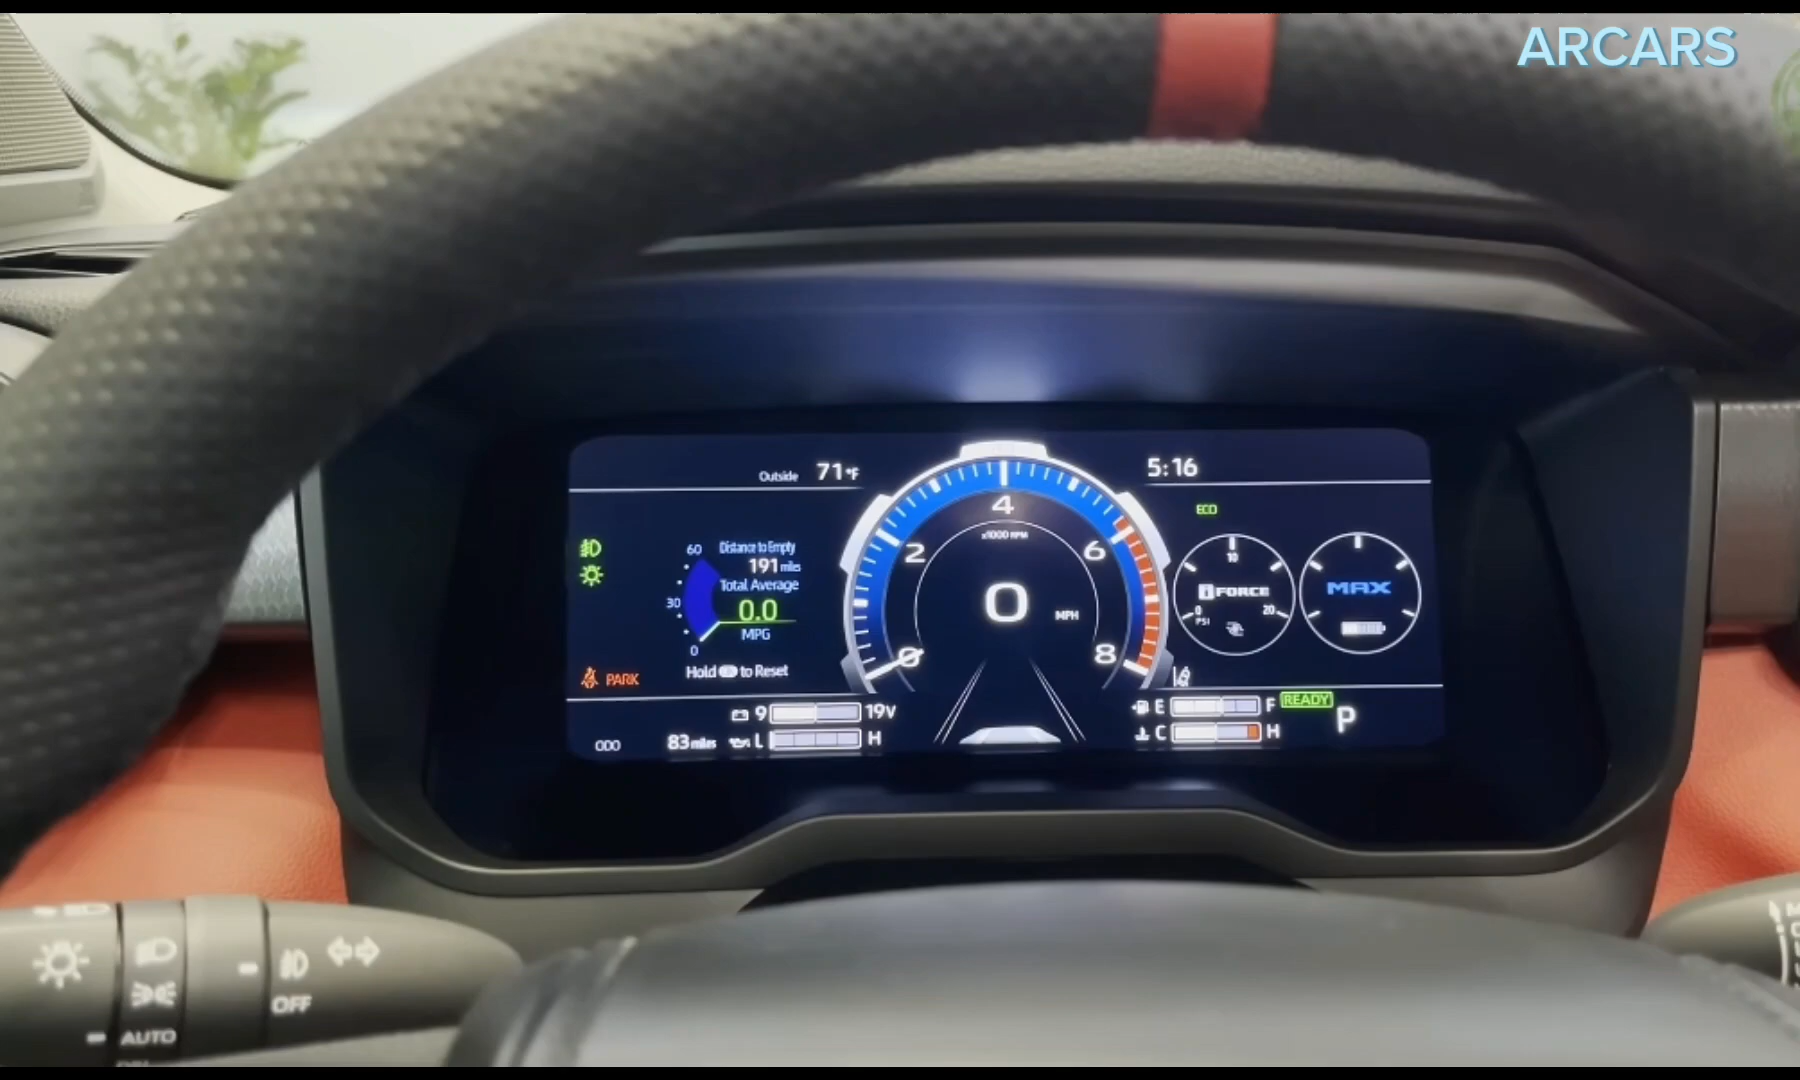 ARCARS
Outside 71°F
5:16
ECO
60
30
0
Distance to Empty
191 miles
Total Average
0.0
MPG
Hold to Reset
PARK
0 2 4 6 8
x1000 RPM
0 MPH
10
iFORCE
0 20
PSI
MAX
9 19V
L H
ODO 83 miles
E F
C H
READY
P
OFF
AUTO